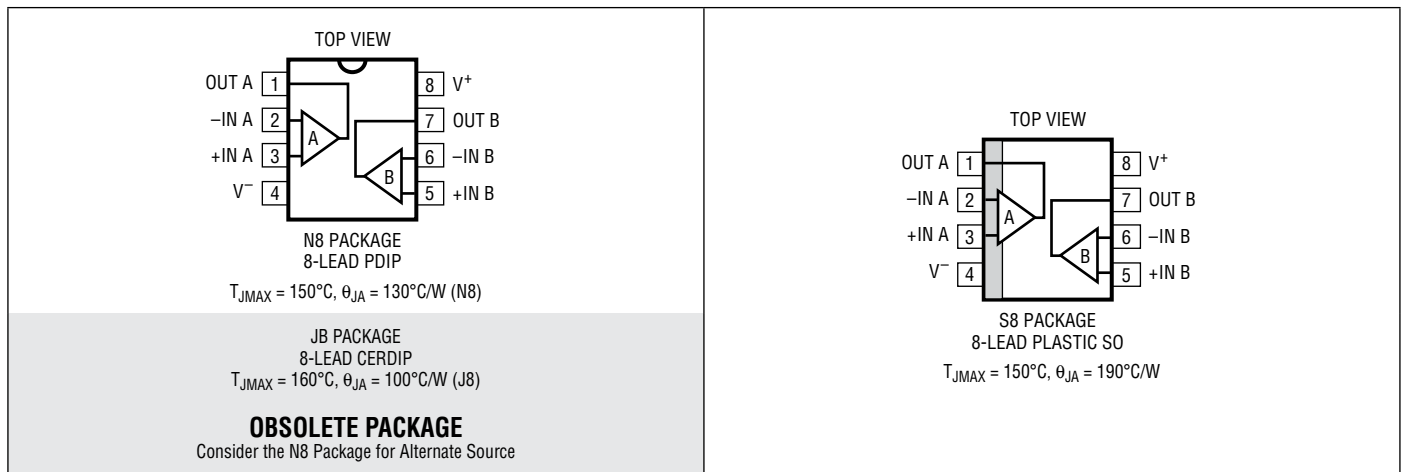 TOP VIEW
OUT A 1
–IN A 2
+IN A 3
V– 4
8 V+
7 OUT B
6 –IN B
5 +IN B
A
B
N8 PACKAGE
8-LEAD PDIP
TJMAX = 150°C, θJA = 130°C/W (N8)
JB PACKAGE
8-LEAD CERDIP
TJMAX = 160°C, θJA = 100°C/W (J8)
OBSOLETE PACKAGE
Consider the N8 Package for Alternate Source
TOP VIEW
OUT A 1
–IN A 2
+IN A 3
V– 4
8 V+
7 OUT B
6 –IN B
5 +IN B
A
B
S8 PACKAGE
8-LEAD PLASTIC SO
TJMAX = 150°C, θJA = 190°C/W